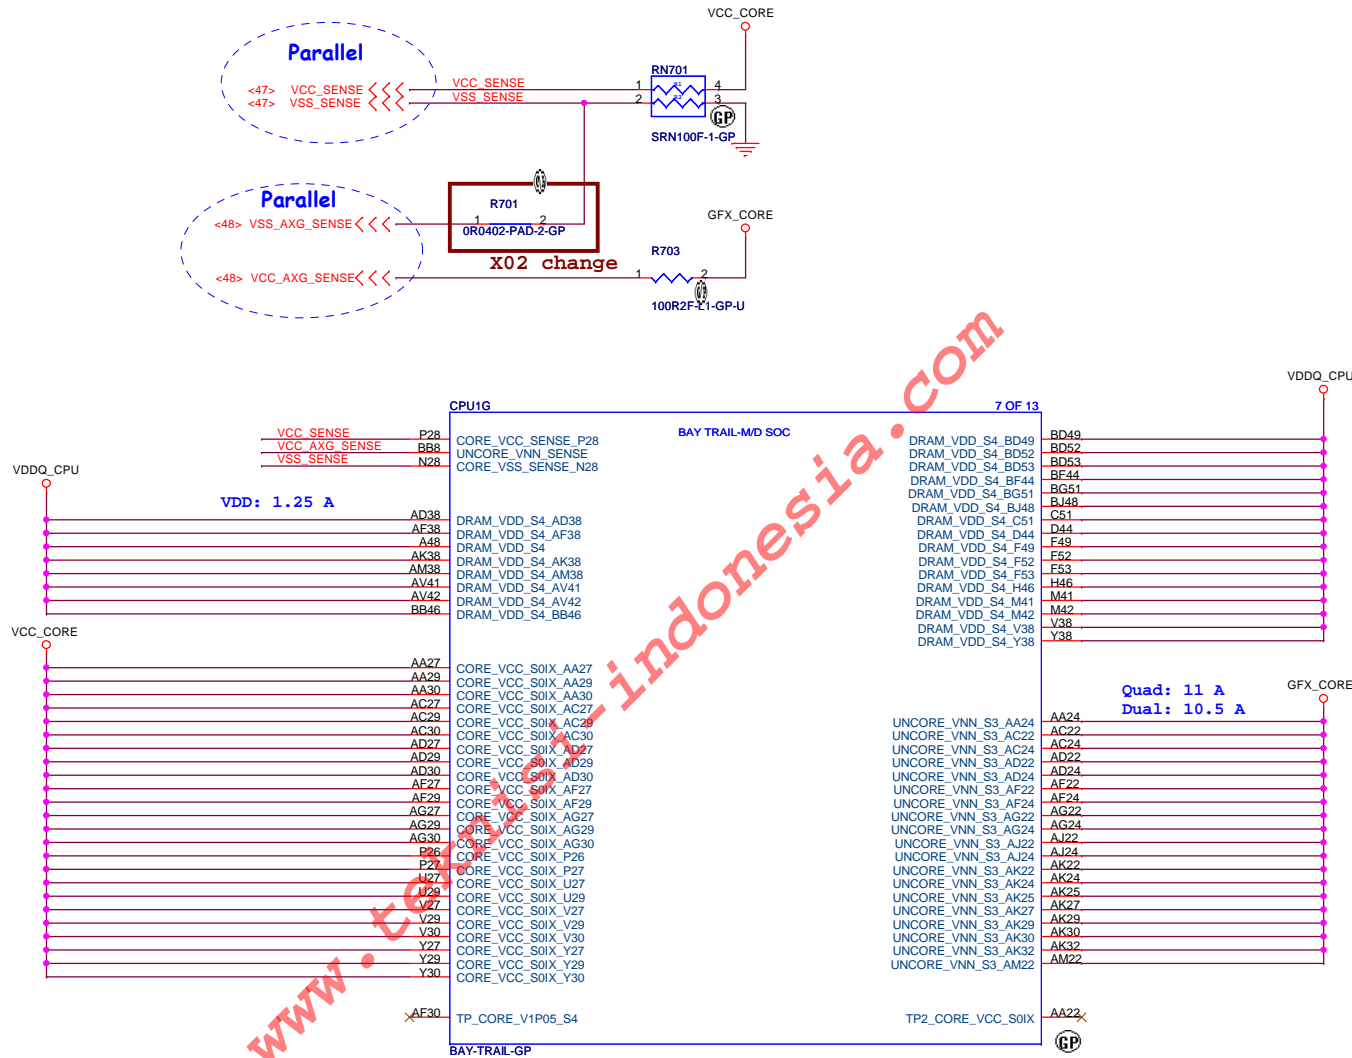 VCC_CORE
Parallel
RN701
<47> VCC_SENSE VCC_SENSE 1 R1 4
<47> VSS_SENSE VSS_SENSE 2 R2 3
GP
SRN100F-1-GP
Parallel
R701
GFX_CORE
<48> VSS_AXG_SENSE 1 2
0R0402-PAD-2-GP
R703
X02 change
<48> VCC_AXG_SENSE 1 2
100R2F-L1-GP-U
VDDQ_CPU
CPU1G 7 OF 13
BAY TRAIL-M/D SOC
VCC_SENSE P28 CORE_VCC_SENSE_P28
VCC_AXG_SENSE BB8 UNCORE_VNN_SENSE
VSS_SENSE N28 CORE_VSS_SENSE_N28
VDDQ_CPU
VDD: 1.25 A
AD38 DRAM_VDD_S4_AD38
AF38 DRAM_VDD_S4_AF38
A48 DRAM_VDD_S4
AK38 DRAM_VDD_S4_AK38
AM38 DRAM_VDD_S4_AM38
AV41 DRAM_VDD_S4_AV41
AV42 DRAM_VDD_S4_AV42
BB46 DRAM_VDD_S4_BB46
VCC_CORE
AA27 CORE_VCC_S0IX_AA27
AA29 CORE_VCC_S0IX_AA29
AA30 CORE_VCC_S0IX_AA30
AC27 CORE_VCC_S0IX_AC27
AC29 CORE_VCC_S0IX_AC29
AC30 CORE_VCC_S0IX_AC30
AD27 CORE_VCC_S0IX_AD27
AD29 CORE_VCC_S0IX_AD29
AD30 CORE_VCC_S0IX_AD30
AF27 CORE_VCC_S0IX_AF27
AF29 CORE_VCC_S0IX_AF29
AG27 CORE_VCC_S0IX_AG27
AG29 CORE_VCC_S0IX_AG29
AG30 CORE_VCC_S0IX_AG30
P26 CORE_VCC_S0IX_P26
P27 CORE_VCC_S0IX_P27
U27 CORE_VCC_S0IX_U27
U29 CORE_VCC_S0IX_U29
V27 CORE_VCC_S0IX_V27
V29 CORE_VCC_S0IX_V29
V30 CORE_VCC_S0IX_V30
Y27 CORE_VCC_S0IX_Y27
Y29 CORE_VCC_S0IX_Y29
Y30 CORE_VCC_S0IX_Y30
AF30 TP_CORE_V1P05_S4
DRAM_VDD_S4_BD49 BD49
DRAM_VDD_S4_BD52 BD52
DRAM_VDD_S4_BD53 BD53
DRAM_VDD_S4_BF44 BF44
DRAM_VDD_S4_BG51 BG51
DRAM_VDD_S4_BJ48 BJ48
DRAM_VDD_S4_C51 C51
DRAM_VDD_S4_D44 D44
DRAM_VDD_S4_F49 F49
DRAM_VDD_S4_F52 F52
DRAM_VDD_S4_F53 F53
DRAM_VDD_S4_H46 H46
DRAM_VDD_S4_M41 M41
DRAM_VDD_S4_M42 M42
DRAM_VDD_S4_V38 V38
DRAM_VDD_S4_Y38 Y38
GFX_CORE
Quad: 11 A
Dual: 10.5 A
UNCORE_VNN_S3_AA24 AA24
UNCORE_VNN_S3_AC22 AC22
UNCORE_VNN_S3_AC24 AC24
UNCORE_VNN_S3_AD22 AD22
UNCORE_VNN_S3_AD24 AD24
UNCORE_VNN_S3_AF22 AF22
UNCORE_VNN_S3_AF24 AF24
UNCORE_VNN_S3_AG22 AG22
UNCORE_VNN_S3_AG24 AG24
UNCORE_VNN_S3_AJ22 AJ22
UNCORE_VNN_S3_AJ24 AJ24
UNCORE_VNN_S3_AK22 AK22
UNCORE_VNN_S3_AK24 AK24
UNCORE_VNN_S3_AK25 AK25
UNCORE_VNN_S3_AK27 AK27
UNCORE_VNN_S3_AK29 AK29
UNCORE_VNN_S3_AK30 AK30
UNCORE_VNN_S3_AK32 AK32
UNCORE_VNN_S3_AM22 AM22
TP2_CORE_VCC_S0IX AA22
GP
BAY-TRAIL-GP
www.teknisi-indonesia.com